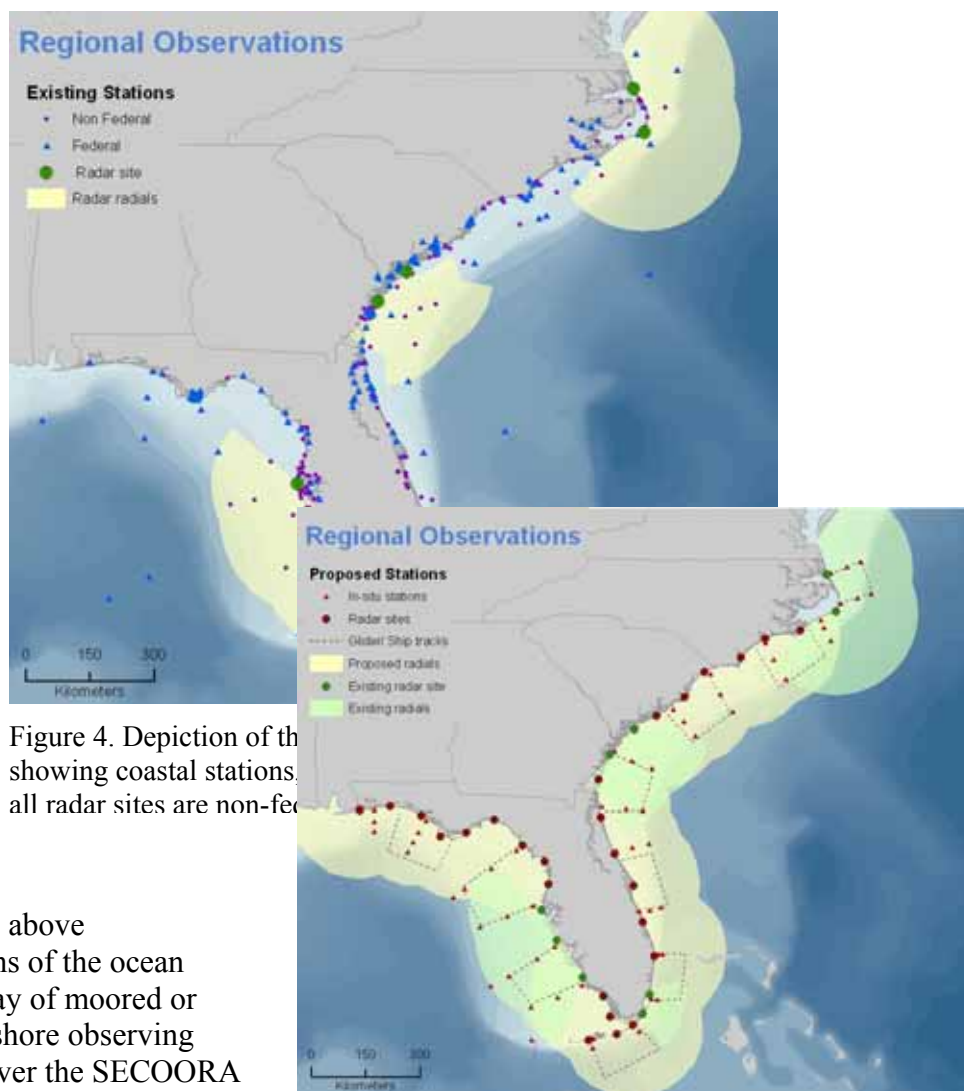 Regional Observations
Existing Stations
Non Federal
Federal
Radar site
Radar radials
0 150 300
Kilometers
Regional Observations
Proposed Stations
In-situ stations
Radar sites
Glider/ Ship tracks
Proposed radials
Existing radar site
Existing radials
0 150 300
Kilometers
Figure 4. Depiction of th
showing coastal stations,
all radar sites are non-fed
above
ns of the ocean
ay of moored or
shore observing
ver the SECOORA